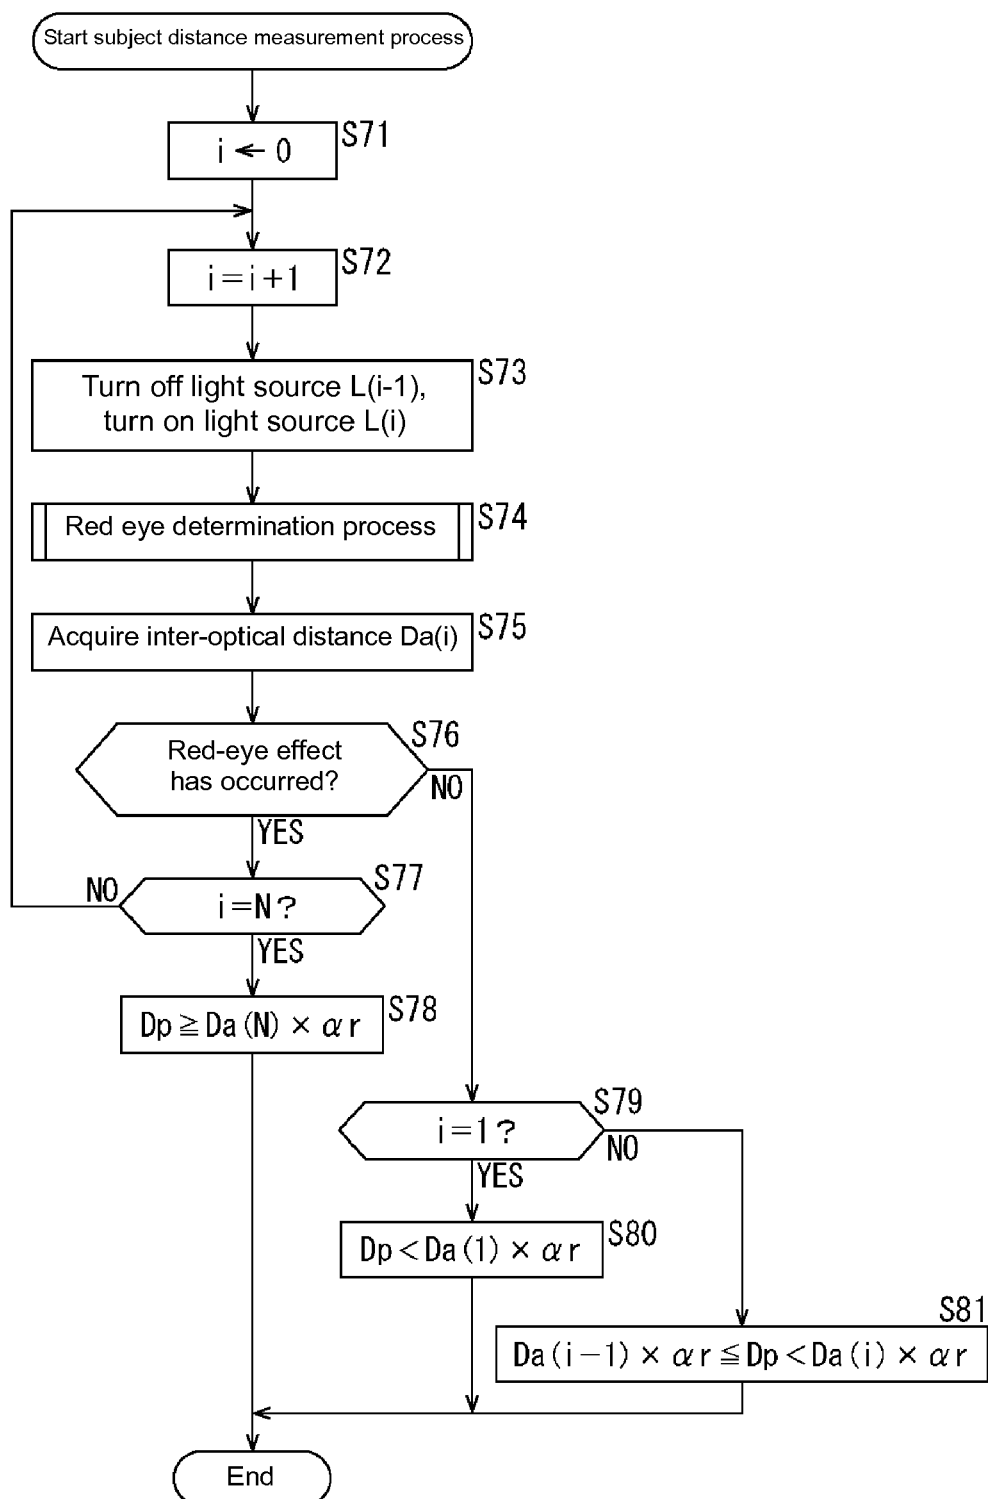 Start subject distance measurement process
S71
i ← 0
S72
i=i+1
S73
Turn off light source L(i-1),
turn on light source L(i)
S74
Red eye determination process
S75
Acquire inter-optical distance Da(i)
S76
Red-eye effect
has occurred?
NO
YES
S77
NO
i=N?
YES
S78
Dp≧Da(N)×αr
S79
i=1?
NO
YES
S80
Dp<Da(1)×αr
S81
Da(i−1)×αr≦Dp<Da(i)×αr
End